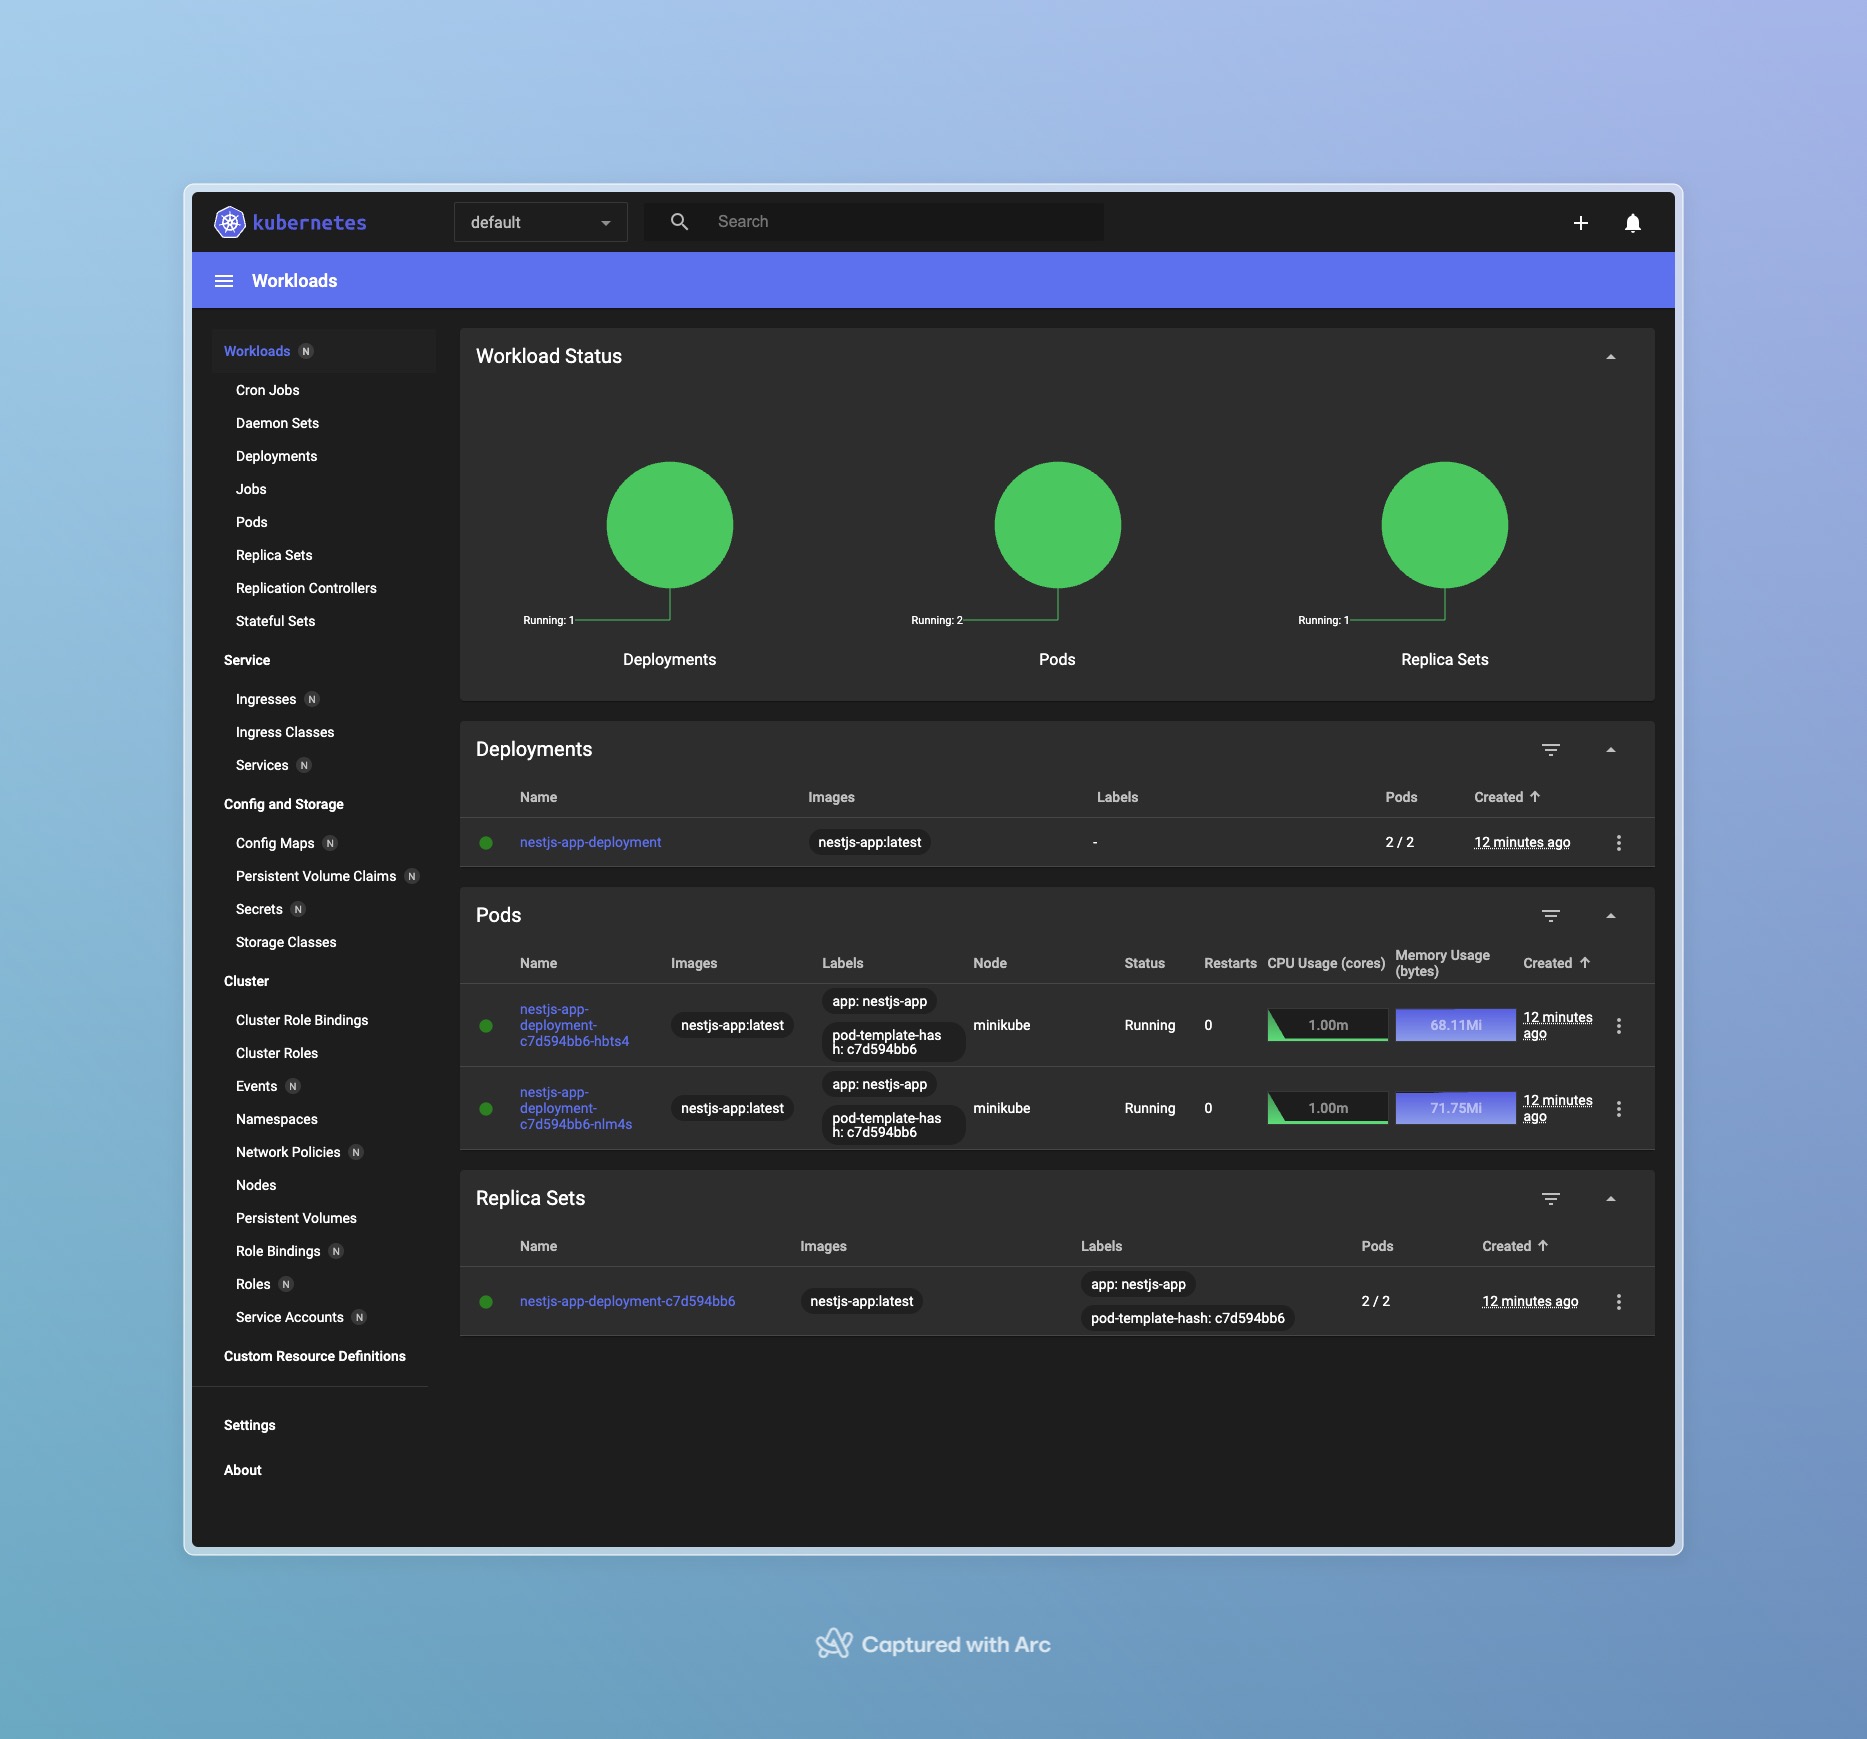 kubernetes
default
Search
Workloads
Workloads N
Cron Jobs
Daemon Sets
Deployments
Jobs
Pods
Replica Sets
Replication Controllers
Stateful Sets
Service
Ingresses N
Ingress Classes
Services N
Config and Storage
Config Maps N
Persistent Volume Claims N
Secrets N
Storage Classes
Cluster
Cluster Role Bindings
Cluster Roles
Events N
Namespaces
Network Policies N
Nodes
Persistent Volumes
Role Bindings N
Roles N
Service Accounts N
Custom Resource Definitions
Settings
About
Workload Status
Running: 1
Deployments
Running: 2
Pods
Running: 1
Replica Sets
Deployments
Name Images Labels Pods Created
nestjs-app-deployment nestjs-app:latest - 2 / 2 12 minutes ago
Pods
Name Images Labels Node Status Restarts CPU Usage (cores) Memory Usage
(bytes)
Created
nestjs-app-
deployment-
c7d594bb6-hbts4
nestjs-app:latest
app: nestjs-app
pod-template-has
h: c7d594bb6
minikube
Running
0
1.00m
68.11Mi
12 minutes
ago
nestjs-app-
deployment-
c7d594bb6-nlm4s
nestjs-app:latest
app: nestjs-app
pod-template-has
h: c7d594bb6
minikube
Running
0
1.00m
71.75Mi
12 minutes
ago
Replica Sets
Name Images Labels Pods Created
nestjs-app-deployment-c7d594bb6
nestjs-app:latest
app: nestjs-app
pod-template-hash: c7d594bb6
2 / 2
12 minutes ago
Captured with Arc